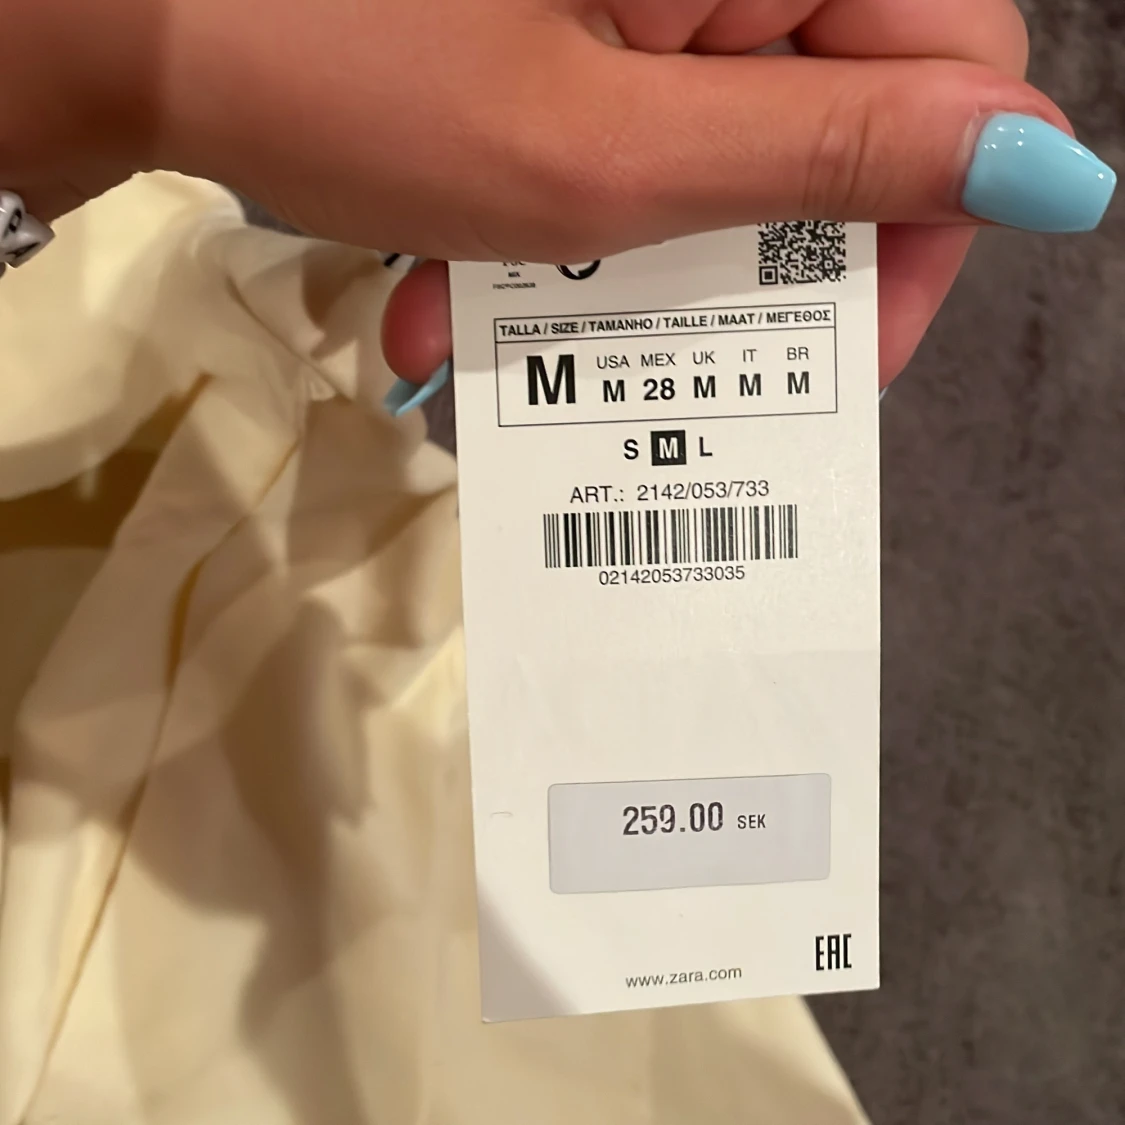 TALLA / SIZE / TAMANHO / TAILLE / MAAT / ΜΕΓΕΘΟΣ
M
USA MEX UK IT BR
M 28 M M M
S M L
ART.: 2142/053/733
02142053733035
259.00 SEK
EAC
www.zara.com